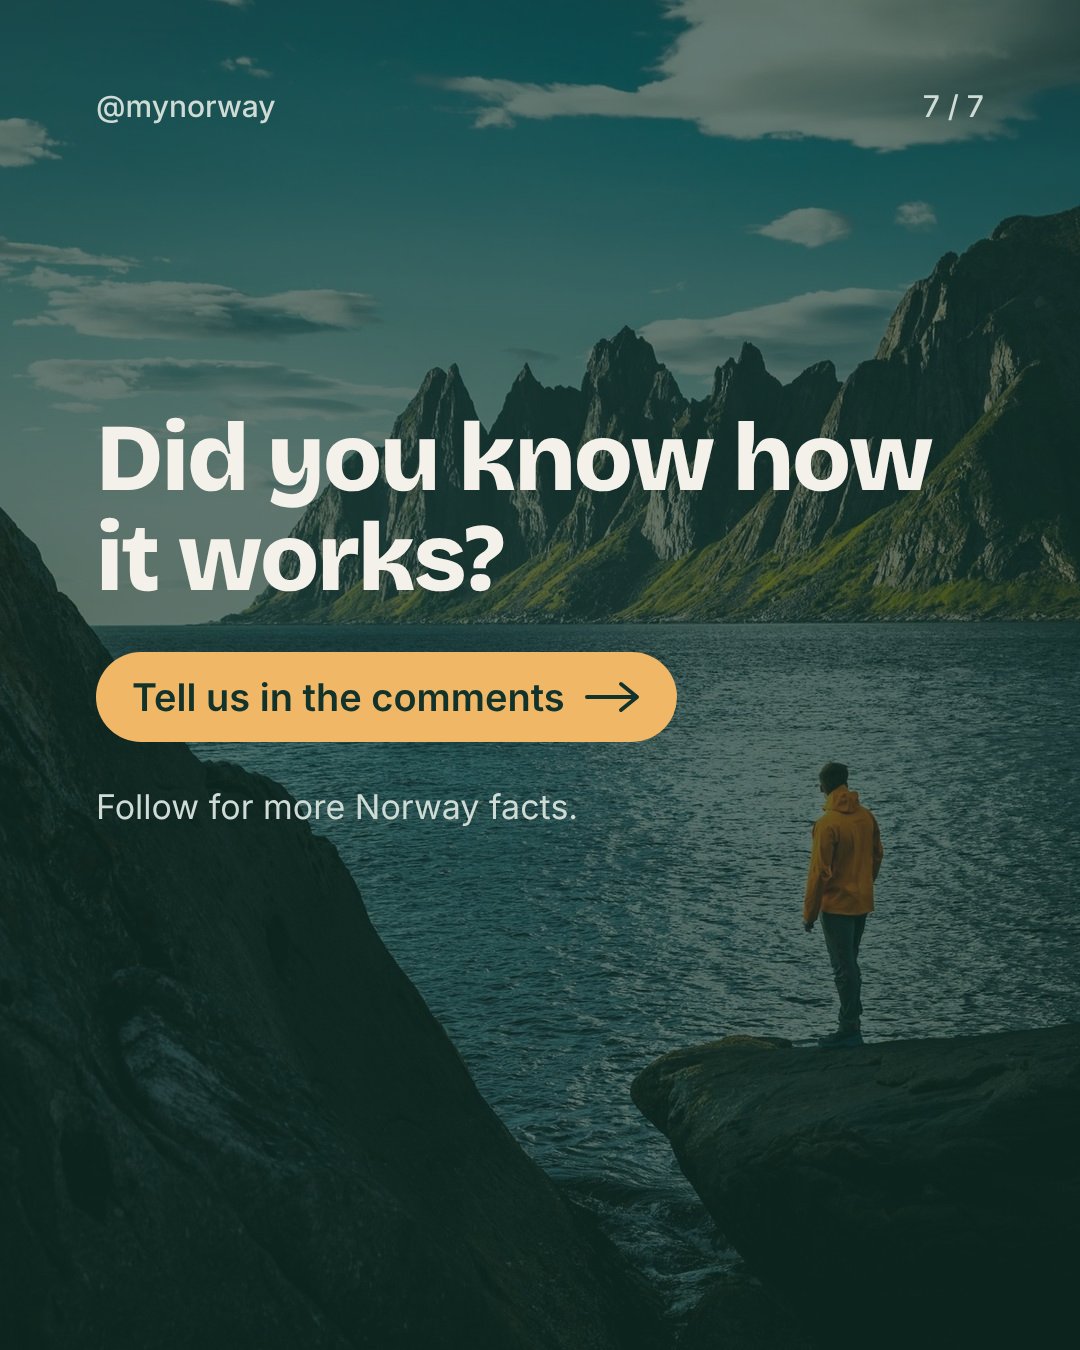 @mynorway
7 / 7
Did you know how
it works?
Tell us in the comments →
Follow for more Norway facts.